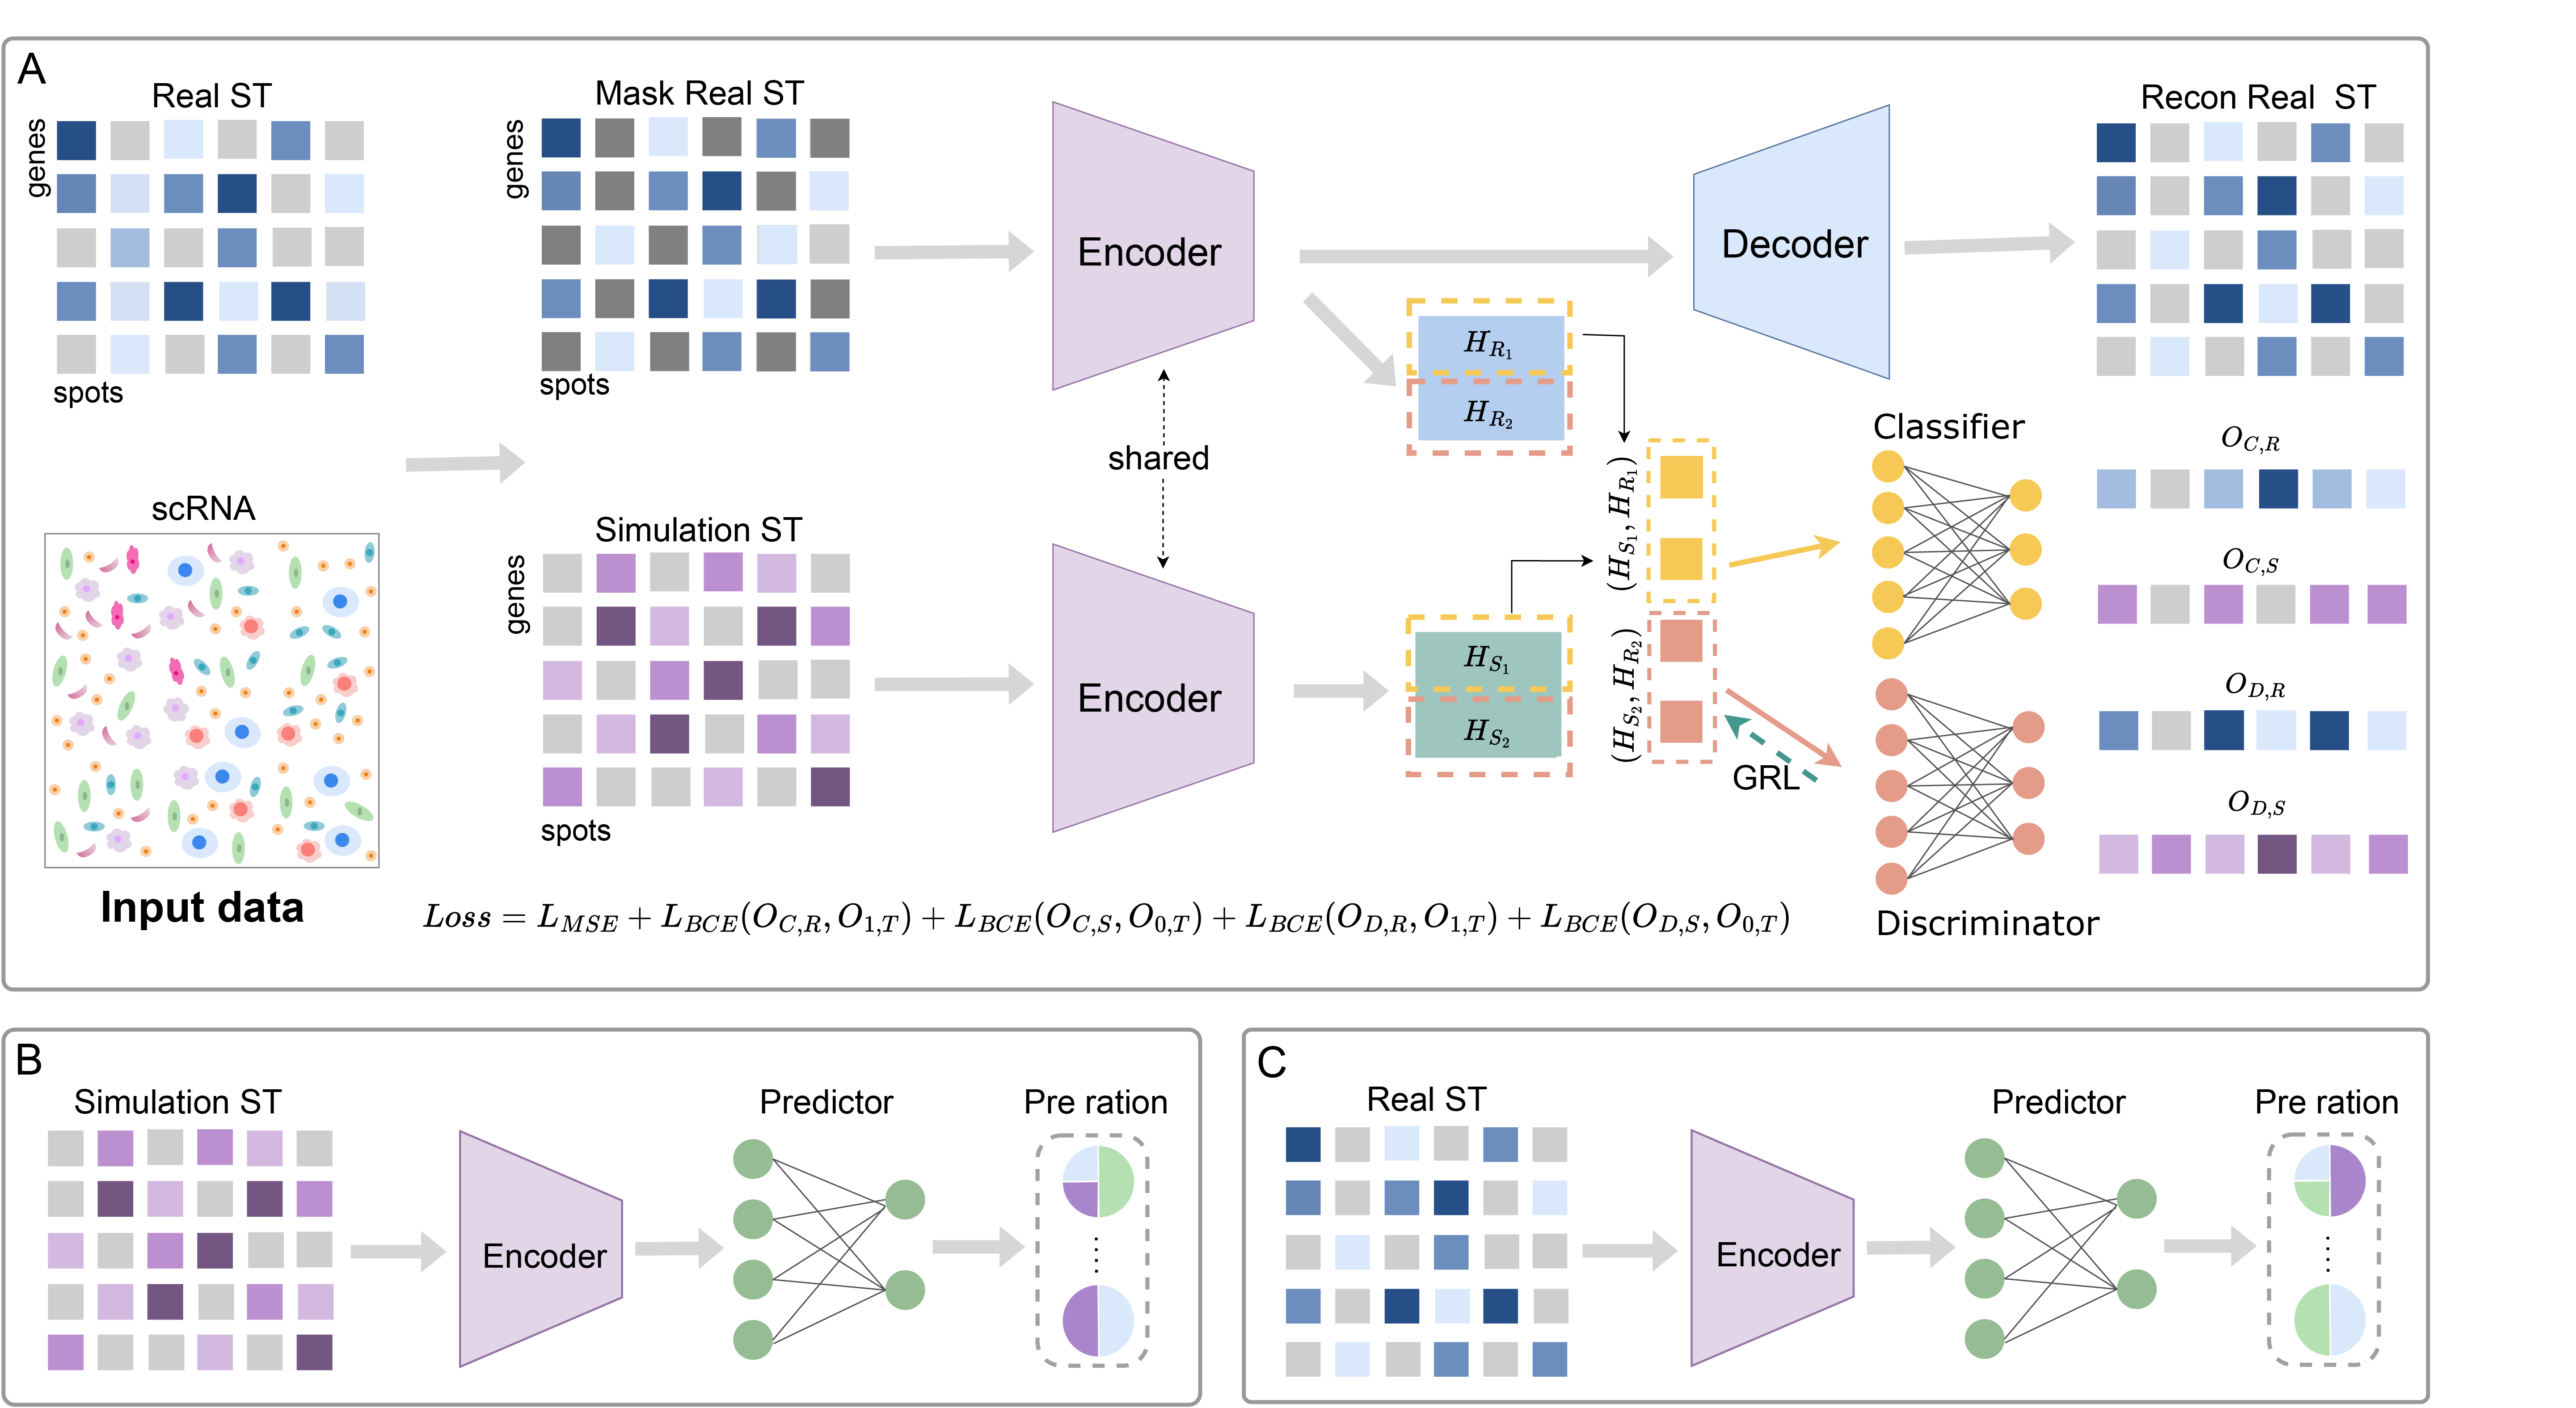 A
Real ST
genes
spots
Mask Real ST
genes
spots
Encoder
Decoder
Recon Real ST
H_{R_1}
H_{R_2}
shared
scRNA
Input data
Simulation ST
genes
spots
Encoder
H_{S_1}
H_{S_2}
(H_{S_1}, H_{R_1})
(H_{S_2}, H_{R_2})
GRL
Classifier
Discriminator
O_{C,R}
O_{C,S}
O_{D,R}
O_{D,S}
Loss = L_{MSE} + L_{BCE}(O_{C,R}, O_{1,T}) + L_{BCE}(O_{C,S}, O_{0,T}) + L_{BCE}(O_{D,R}, O_{1,T}) + L_{BCE}(O_{D,S}, O_{0,T})
B
Simulation ST
Encoder
Predictor
Pre ration
C
Real ST
Encoder
Predictor
Pre ration